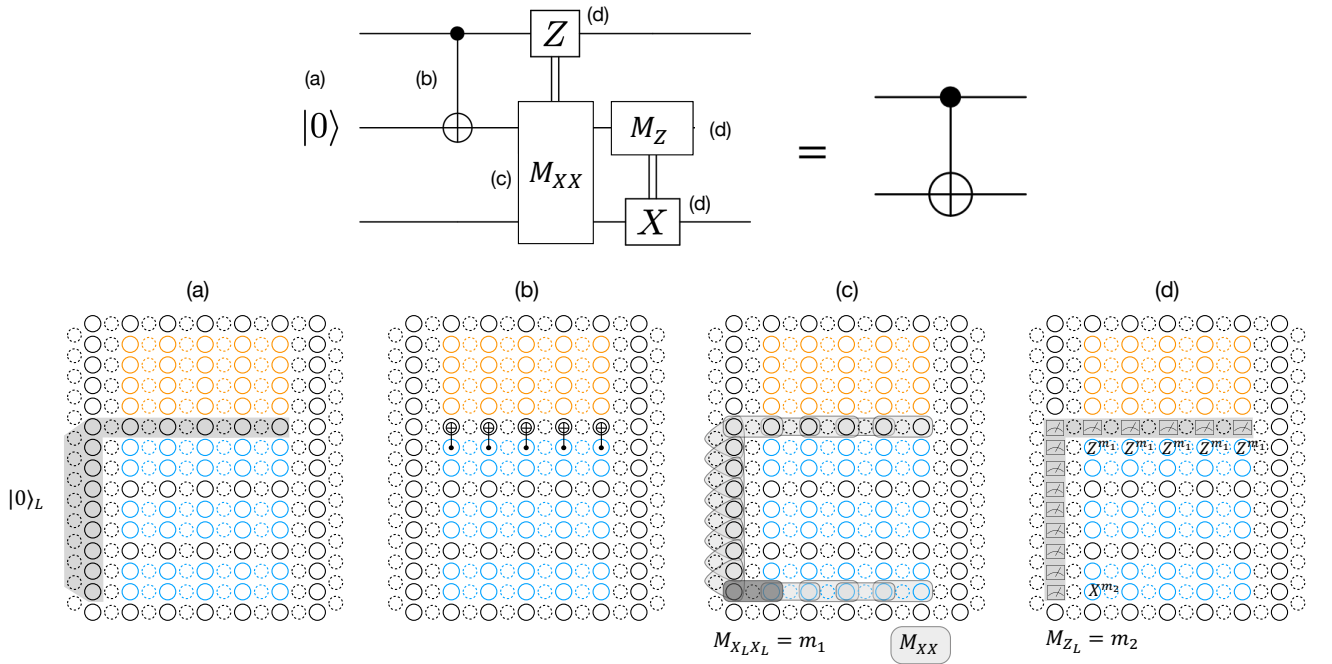 (d)
Z
(a)
(b)
|0⟩
M_Z
(d)
=
(c)
M_{XX}
X
(d)
(a)
(b)
(c)
(d)
|0⟩_L
Z^{m_1} Z^{m_1} Z^{m_1} Z^{m_1} Z^{m_1}
X^{m_2}
M_{X_L X_L} = m_1
M_{XX}
M_{Z_L} = m_2